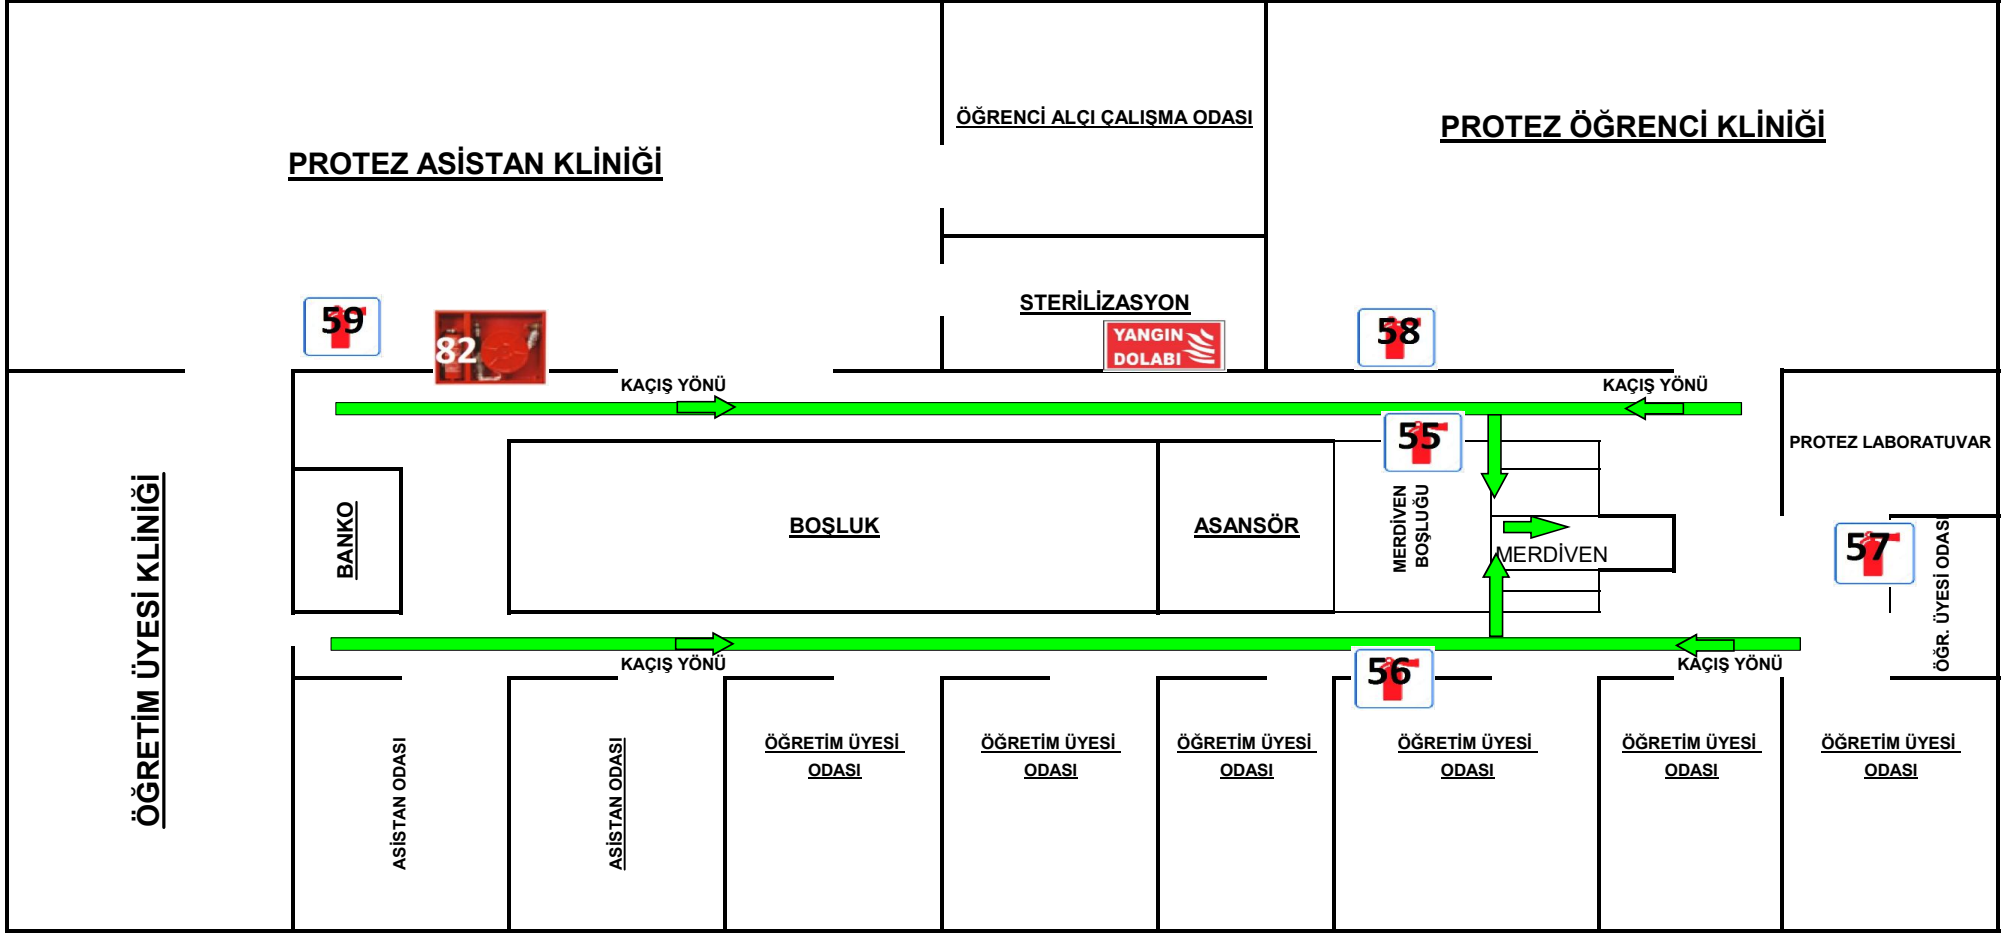 ÖĞRENCİ ALÇI ÇALIŞMA ODASI
PROTEZ ÖĞRENCİ KLİNİĞİ
PROTEZ ASİSTAN KLİNİĞİ
STERİLİZASYON
59
82
YANGIN
DOLABI
58
KAÇIŞ YÖNÜ
KAÇIŞ YÖNÜ
55
PROTEZ LABORATUVAR
ÖĞRETİM ÜYESİ KLİNİĞİ
BANKO
BOŞLUK
ASANSÖR
MERDİVEN
BOŞLUĞU
MERDİVEN
57
ÖĞR. ÜYESİ ODASI
KAÇIŞ YÖNÜ
56
KAÇIŞ YÖNÜ
ASİSTAN ODASI
ASİSTAN ODASI
ÖĞRETİM ÜYESİ
ODASI
ÖĞRETİM ÜYESİ
ODASI
ÖĞRETİM ÜYESİ
ODASI
ÖĞRETİM ÜYESİ
ODASI
ÖĞRETİM ÜYESİ
ODASI
ÖĞRETİM ÜYESİ
ODASI